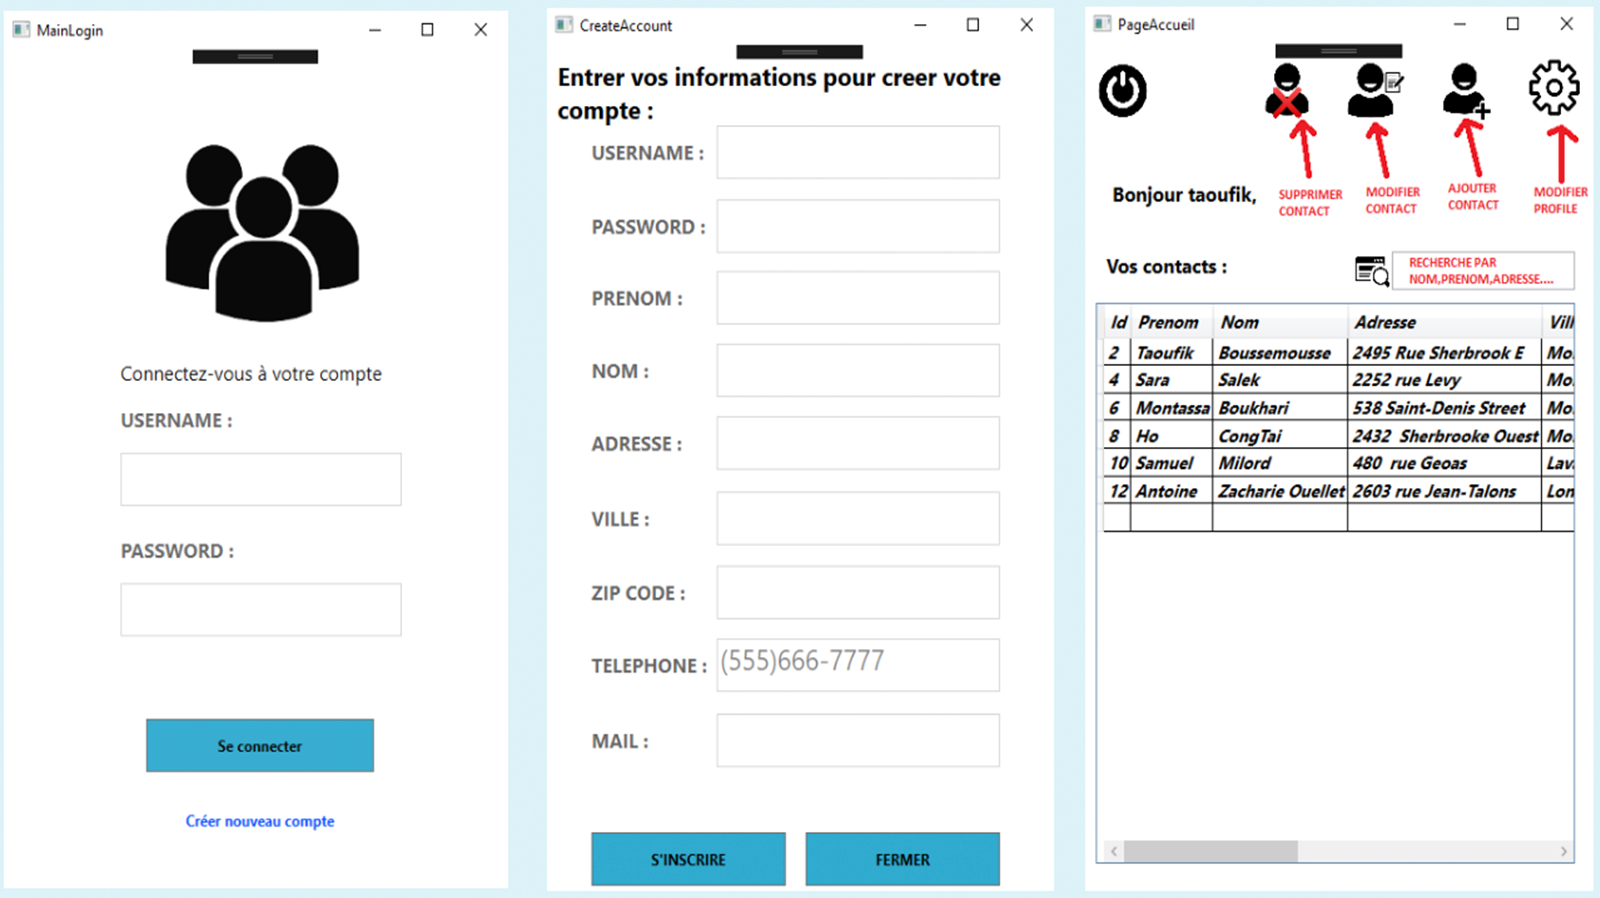 MainLogin
Connectez-vous à votre compte
USERNAME :
PASSWORD :
Se connecter
Créer nouveau compte
CreateAccount
Entrer vos informations pour creer votre
compte :
USERNAME :
PASSWORD :
PRENOM :
NOM :
ADRESSE :
VILLE :
ZIP CODE :
TELEPHONE : (555)666-7777
MAIL :
S'INSCRIRE FERMER
PageAccueil
SUPPRIMER
CONTACT
MODIFIER
CONTACT
AJOUTER
CONTACT
MODIFIER
PROFILE
Bonjour taoufik,
Vos contacts :
RECHERCHE PAR
NOM,PRENOM,ADRESSE....
Id Prenom Nom Adresse Vill
2 Taoufik Boussemousse 2495 Rue Sherbrook E Mo
4 Sara Salek 2252 rue Levy Mo
6 Montassa Boukhari 538 Saint-Denis Street Mo
8 Ho CongTai 2432 Sherbrooke Ouest Mo
10 Samuel Milord 480 rue Geoas Lav
12 Antoine Zacharie Ouellet 2603 rue Jean-Talons Lon